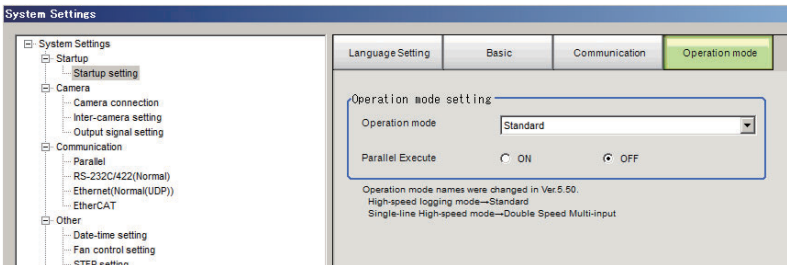 System Settings
System Settings
Startup
Startup setting
Camera
Camera connection
Inter-camera setting
Output signal setting
Communication
Parallel
RS-232C/422(Normal)
Ethernet(Normal(UDP))
EtherCAT
Other
Date-time setting
Fan control setting
STEP setting
Language Setting
Basic
Communication
Operation mode
Operation mode setting
Operation mode
Standard
Parallel Execute
ON
OFF
Operation mode names were changed in Ver.5.50.
High-speed logging mode→Standard
Single-line High-speed mode→Double Speed Multi-input